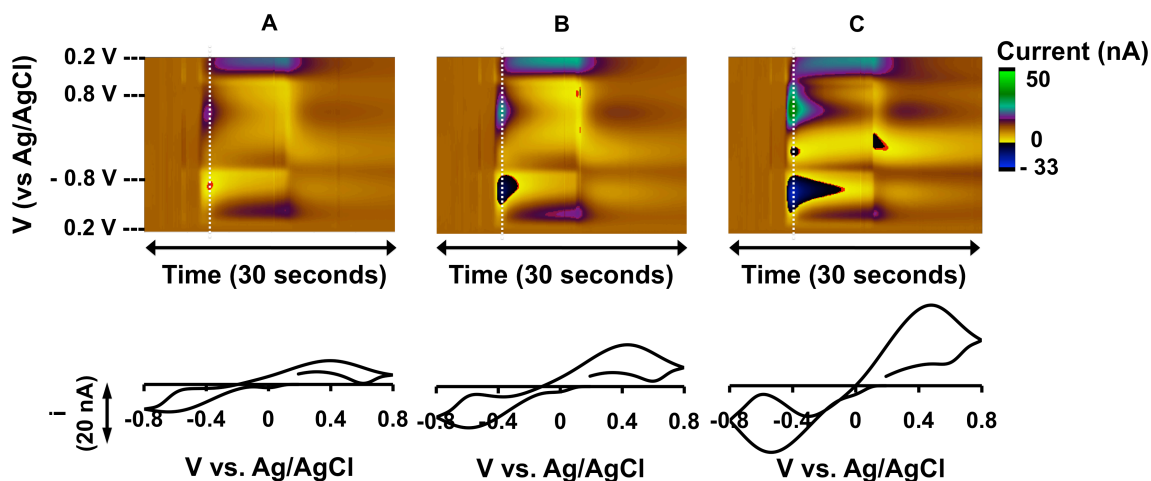 A B C
Current (nA)
0.2 V ---
0.8 V --
- 0.8 V --
0.2 V ---
V (vs Ag/AgCl)
50
0
- 33
Time (30 seconds) Time (30 seconds) Time (30 seconds)
i
(20 nA)
-0.8 -0.4 0 0.4 0.8 -0.8 -0.4 0 0.4 0.8 -0.8 -0.4 0 0.4 0.8
V vs. Ag/AgCl V vs. Ag/AgCl V vs. Ag/AgCl